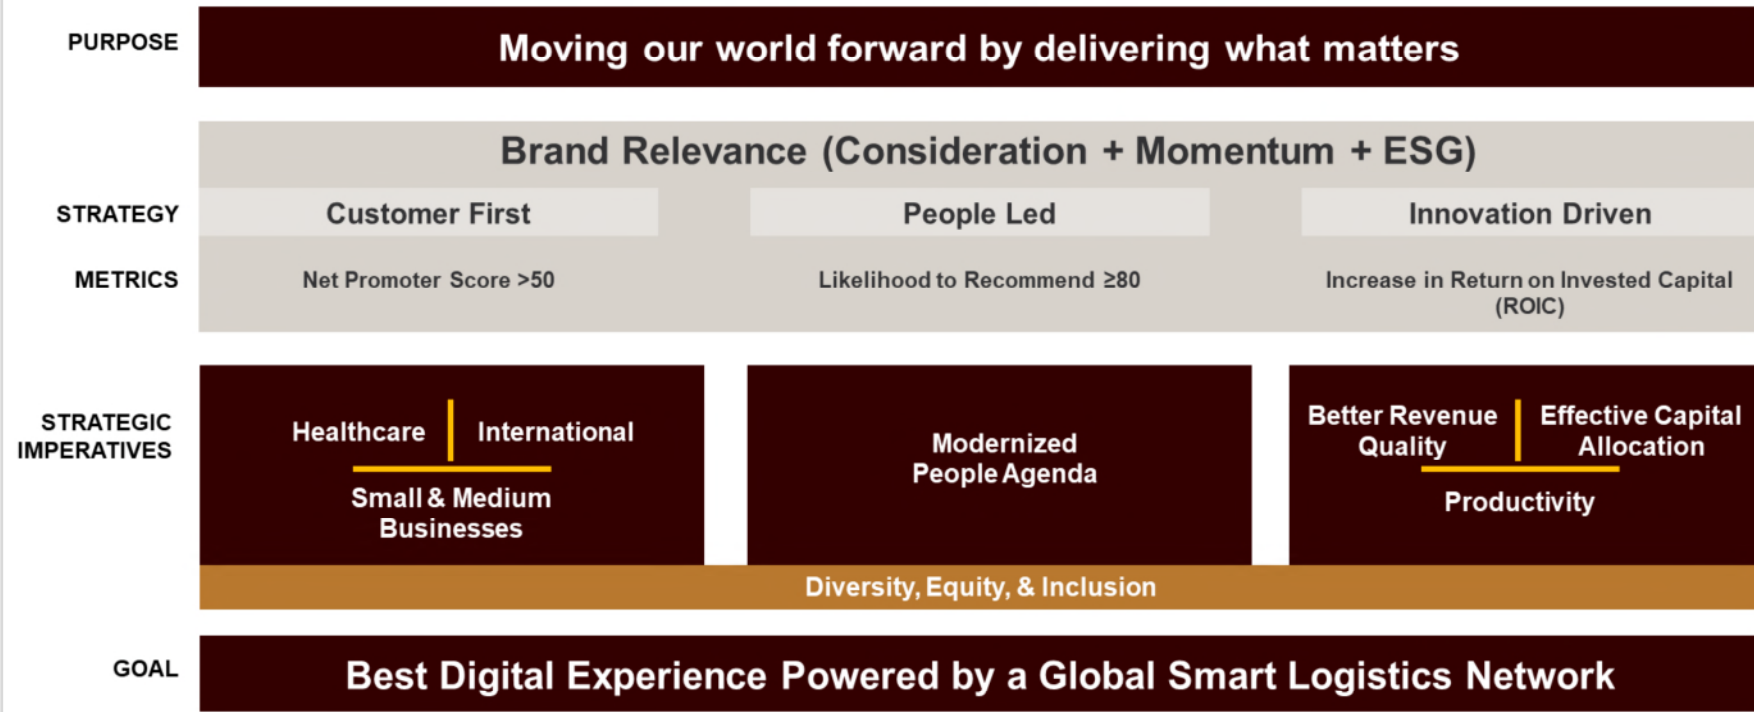 PURPOSE
Moving our world forward by delivering what matters
Brand Relevance (Consideration + Momentum + ESG)
STRATEGY
Customer First
People Led
Innovation Driven
METRICS
Net Promoter Score >50
Likelihood to Recommend ≥80
Increase in Return on Invested Capital
(ROIC)
STRATEGIC
IMPERATIVES
Healthcare
International
Small & Medium
Businesses
Modernized
People Agenda
Better Revenue
Quality
Effective Capital
Allocation
Productivity
Diversity, Equity, & Inclusion
GOAL
Best Digital Experience Powered by a Global Smart Logistics Network